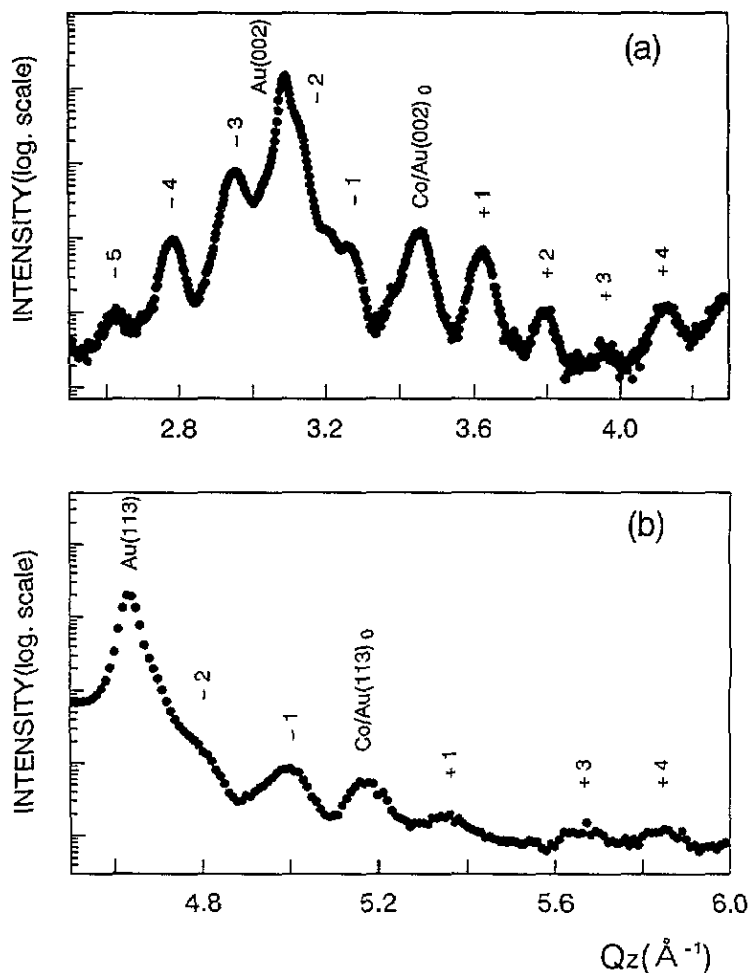 (a)
INTENSITY(log. scale)
- 5
- 4
- 3
Au(002)
- 2
- 1
Co/Au(002) 0
+ 1
+ 2
+ 3
+ 4
2.8 3.2 3.6 4.0
(b)
INTENSITY(log. scale)
Au(113)
- 2
- 1
Co/Au(113) 0
+ 1
+ 3
+ 4
4.8 5.2 5.6 6.0
Qz( Å⁻¹)